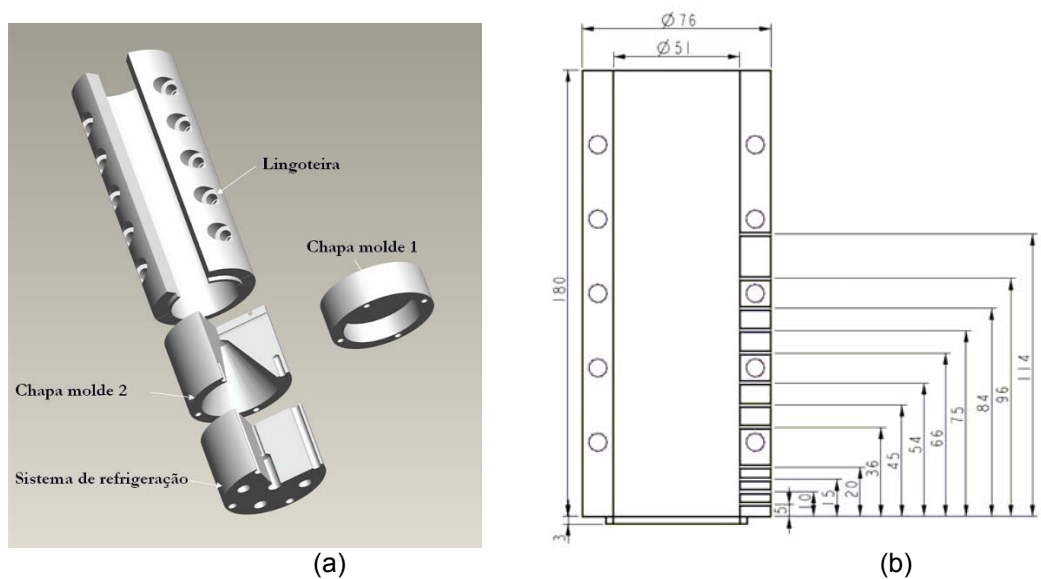 Lingoteira
Chapa molde 1
Chapa molde 2
Sistema de refrigeração
(a)
Ø76
Ø51
180
3
5
10
15
20
36
45
54
66
75
84
96
114
(b)